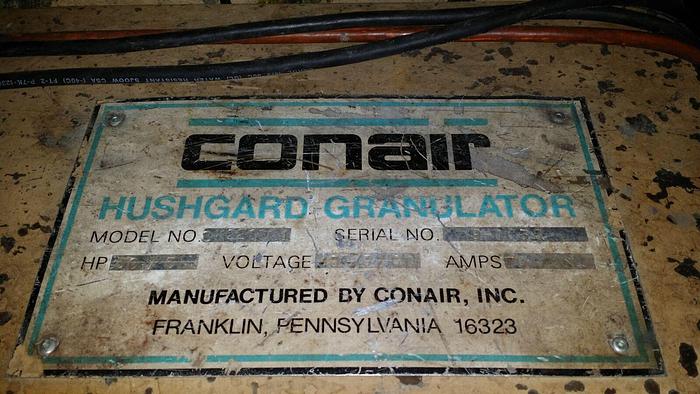 conair
HUSHGARD GRANULATOR
MODEL NO. SERIAL NO.
HP VOLTAGE AMPS
MANUFACTURED BY CONAIR, INC.
FRANKLIN, PENNSYLVANIA 16323